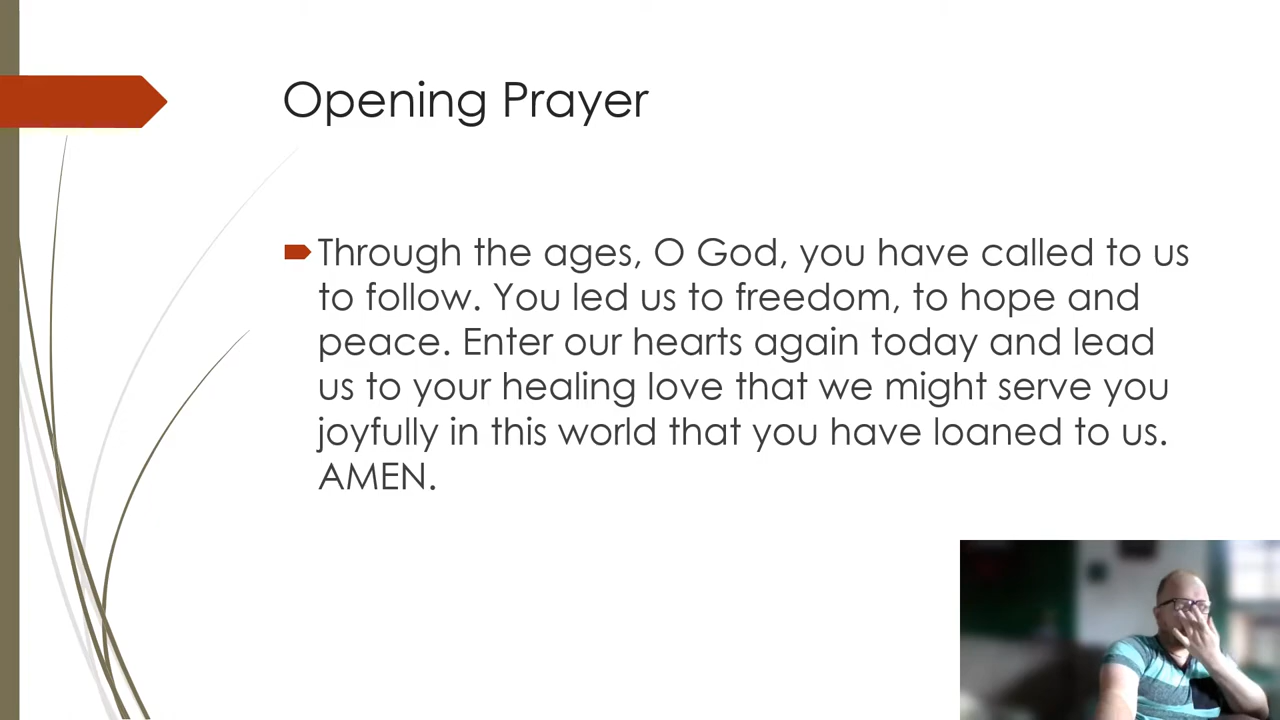 Opening Prayer
Through the ages, O God, you have called to us
to follow. You led us to freedom, to hope and
peace. Enter our hearts again today and lead
us to your healing love that we might serve you
joyfully in this world that you have loaned to us.
AMEN.